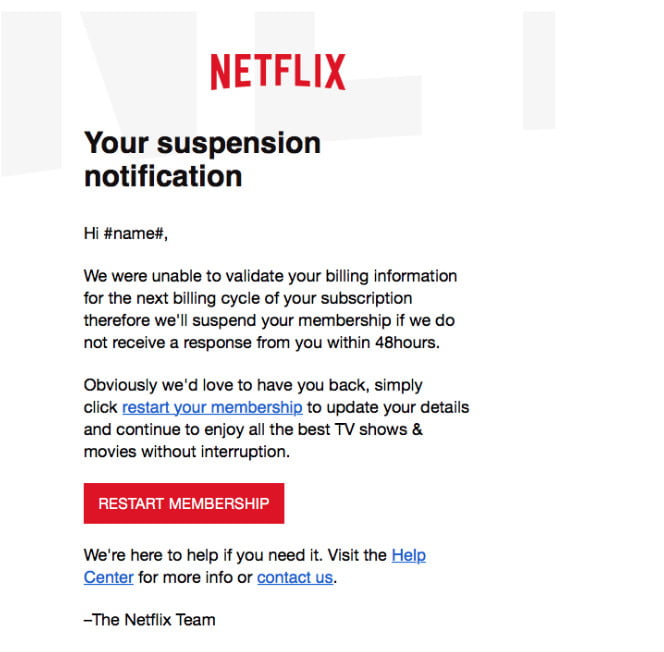 NETFLIX
Your suspension
notification
Hi #name#,
We were unable to validate your billing information
for the next billing cycle of your subscription
therefore we'll suspend your membership if we do
not receive a response from you within 48hours.
Obviously we'd love to have you back, simply
click restart your membership to update your details
and continue to enjoy all the best TV shows &
movies without interruption.
RESTART MEMBERSHIP
We're here to help if you need it. Visit the Help
Center for more info or contact us.
–The Netflix Team